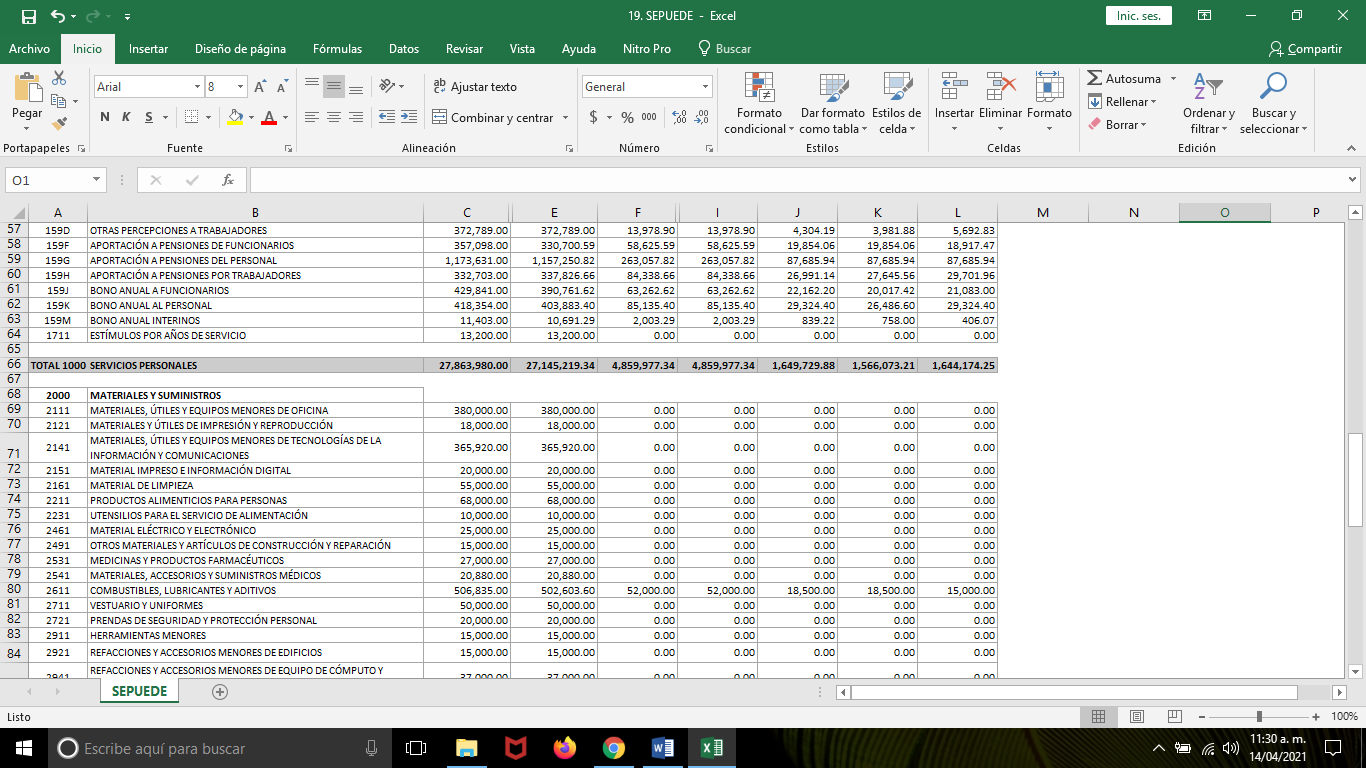 19. SEPUEDE - Excel
Inic. ses.
Archivo Inicio Insertar Diseño de página Fórmulas Datos Revisar Vista Ayuda Nitro Pro Buscar Compartir
Pegar
Arial 8
N K S
Ajustar texto
Combinar y centrar
General
$ % 000
Formato condicional
Dar formato como tabla
Estilos de celda
Insertar Eliminar Formato
Autosuma
Rellenar
Borrar
Ordenar y filtrar
Buscar y seleccionar
Portapapeles Fuente Alineación Número Estilos Celdas Edición
O1 fx
A B C E F I J K L M N O P
57 159D OTRAS PERCEPCIONES A TRABAJADORES 372,789.00 372,789.00 13,978.90 13,978.90 4,304.19 3,981.88 5,692.83
58 159F APORTACIÓN A PENSIONES DE FUNCIONARIOS 357,098.00 330,700.59 58,625.59 58,625.59 19,854.06 19,854.06 18,917.47
59 159G APORTACIÓN A PENSIONES DEL PERSONAL 1,173,631.00 1,157,250.82 263,057.82 263,057.82 87,685.94 87,685.94 87,685.94
60 159H APORTACIÓN A PENSIONES POR TRABAJADORES 332,703.00 337,826.66 84,338.66 84,338.66 26,991.14 27,645.56 29,701.96
61 159J BONO ANUAL A FUNCIONARIOS 429,841.00 390,761.62 63,262.62 63,262.62 22,162.20 20,017.42 21,083.00
62 159K BONO ANUAL AL PERSONAL 418,354.00 403,883.40 85,135.40 85,135.40 29,324.40 26,486.60 29,324.40
63 159M BONO ANUAL INTERINOS 11,403.00 10,691.29 2,003.29 2,003.29 839.22 758.00 406.07
64 1711 ESTÍMULOS POR AÑOS DE SERVICIO 13,200.00 13,200.00 0.00 0.00 0.00 0.00 0.00
65
66 TOTAL 1000 SERVICIOS PERSONALES 27,863,980.00 27,145,219.34 4,859,977.34 4,859,977.34 1,649,729.88 1,566,073.21 1,644,174.25
67
68 2000 MATERIALES Y SUMINISTROS
69 2111 MATERIALES, ÚTILES Y EQUIPOS MENORES DE OFICINA 380,000.00 380,000.00 0.00 0.00 0.00 0.00 0.00
70 2121 MATERIALES Y ÚTILES DE IMPRESIÓN Y REPRODUCCIÓN 18,000.00 18,000.00 0.00 0.00 0.00 0.00 0.00
71 2141 MATERIALES, ÚTILES Y EQUIPOS MENORES DE TECNOLOGÍAS DE LA
INFORMACIÓN Y COMUNICACIONES 365,920.00 365,920.00 0.00 0.00 0.00 0.00 0.00
72 2151 MATERIAL IMPRESO E INFORMACIÓN DIGITAL 20,000.00 20,000.00 0.00 0.00 0.00 0.00 0.00
73 2161 MATERIAL DE LIMPIEZA 55,000.00 55,000.00 0.00 0.00 0.00 0.00 0.00
74 2211 PRODUCTOS ALIMENTICIOS PARA PERSONAS 68,000.00 68,000.00 0.00 0.00 0.00 0.00 0.00
75 2231 UTENSILIOS PARA EL SERVICIO DE ALIMENTACIÓN 10,000.00 10,000.00 0.00 0.00 0.00 0.00 0.00
76 2461 MATERIAL ELÉCTRICO Y ELECTRÓNICO 25,000.00 25,000.00 0.00 0.00 0.00 0.00 0.00
77 2491 OTROS MATERIALES Y ARTÍCULOS DE CONSTRUCCIÓN Y REPARACIÓN 15,000.00 15,000.00 0.00 0.00 0.00 0.00 0.00
78 2531 MEDICINAS Y PRODUCTOS FARMACÉUTICOS 27,000.00 27,000.00 0.00 0.00 0.00 0.00 0.00
79 2541 MATERIALES, ACCESORIOS Y SUMINISTROS MÉDICOS 20,880.00 20,880.00 0.00 0.00 0.00 0.00 0.00
80 2611 COMBUSTIBLES, LUBRICANTES Y ADITIVOS 506,835.00 502,603.60 52,000.00 52,000.00 18,500.00 18,500.00 15,000.00
81 2711 VESTUARIO Y UNIFORMES 50,000.00 50,000.00 0.00 0.00 0.00 0.00 0.00
82 2721 PRENDAS DE SEGURIDAD Y PROTECCIÓN PERSONAL 20,000.00 20,000.00 0.00 0.00 0.00 0.00 0.00
83 2911 HERRAMIENTAS MENORES 15,000.00 15,000.00 0.00 0.00 0.00 0.00 0.00
84 2921 REFACCIONES Y ACCESORIOS MENORES DE EDIFICIOS 15,000.00 15,000.00 0.00 0.00 0.00 0.00 0.00
2941 REFACCIONES Y ACCESORIOS MENORES DE EQUIPO DE CÓMPUTO Y 37,000.00 37,000.00 0.00 0.00 0.00 0.00 0.00
SEPUEDE
Listo 100%
Escribe aquí para buscar
11:30 a. m.
14/04/2021